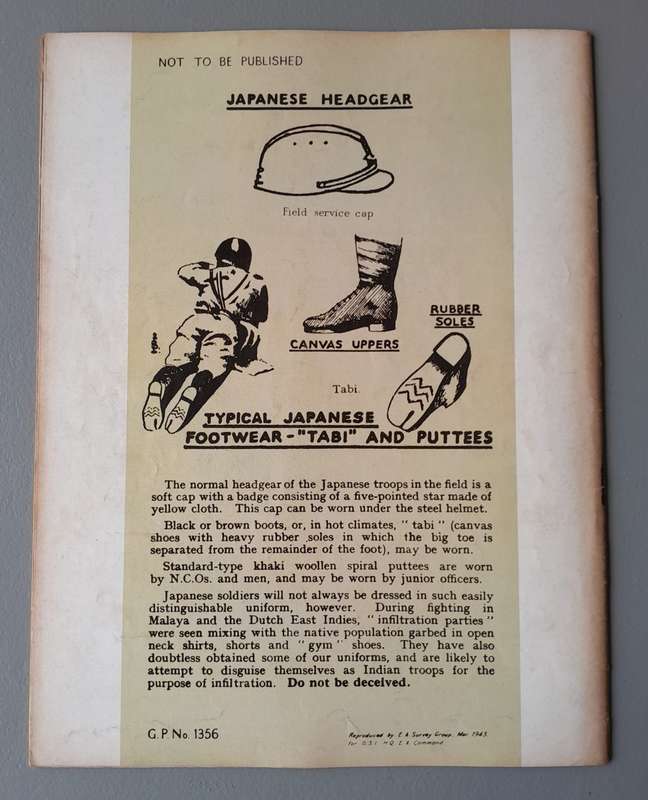 NOT TO BE PUBLISHED
JAPANESE HEADGEAR
Field service cap
CANVAS UPPERS
RUBBER
SOLES
Tabi.
TYPICAL JAPANESE
FOOTWEAR-"TABI" AND PUTTEES
The normal headgear of the Japanese troops in the field is a
soft cap with a badge consisting of a five-pointed star made of
yellow cloth. This cap can be worn under the steel helmet.
Black or brown boots, or, in hot climates, "tabi" (canvas
shoes with heavy rubber soles in which the big toe is
separated from the remainder of the foot), may be worn.
Standard-type khaki woollen spiral puttees are worn
by N.C.Os. and men, and may be worn by junior officers.
Japanese soldiers will not always be dressed in such easily
distinguishable uniform, however. During fighting in
Malaya and the Dutch East Indies, "infiltration parties"
were seen mixing with the native population garbed in open
neck shirts, shorts and "gym" shoes. They have also
doubtless obtained some of our uniforms, and are likely to
attempt to disguise themselves as Indian troops for the
purpose of infiltration. Do not be deceived.
G.P. No. 1356
Reproduced by E.A. Survey Group. Mar. 1943.
for G.S.I. H.Q. E.A. Command.